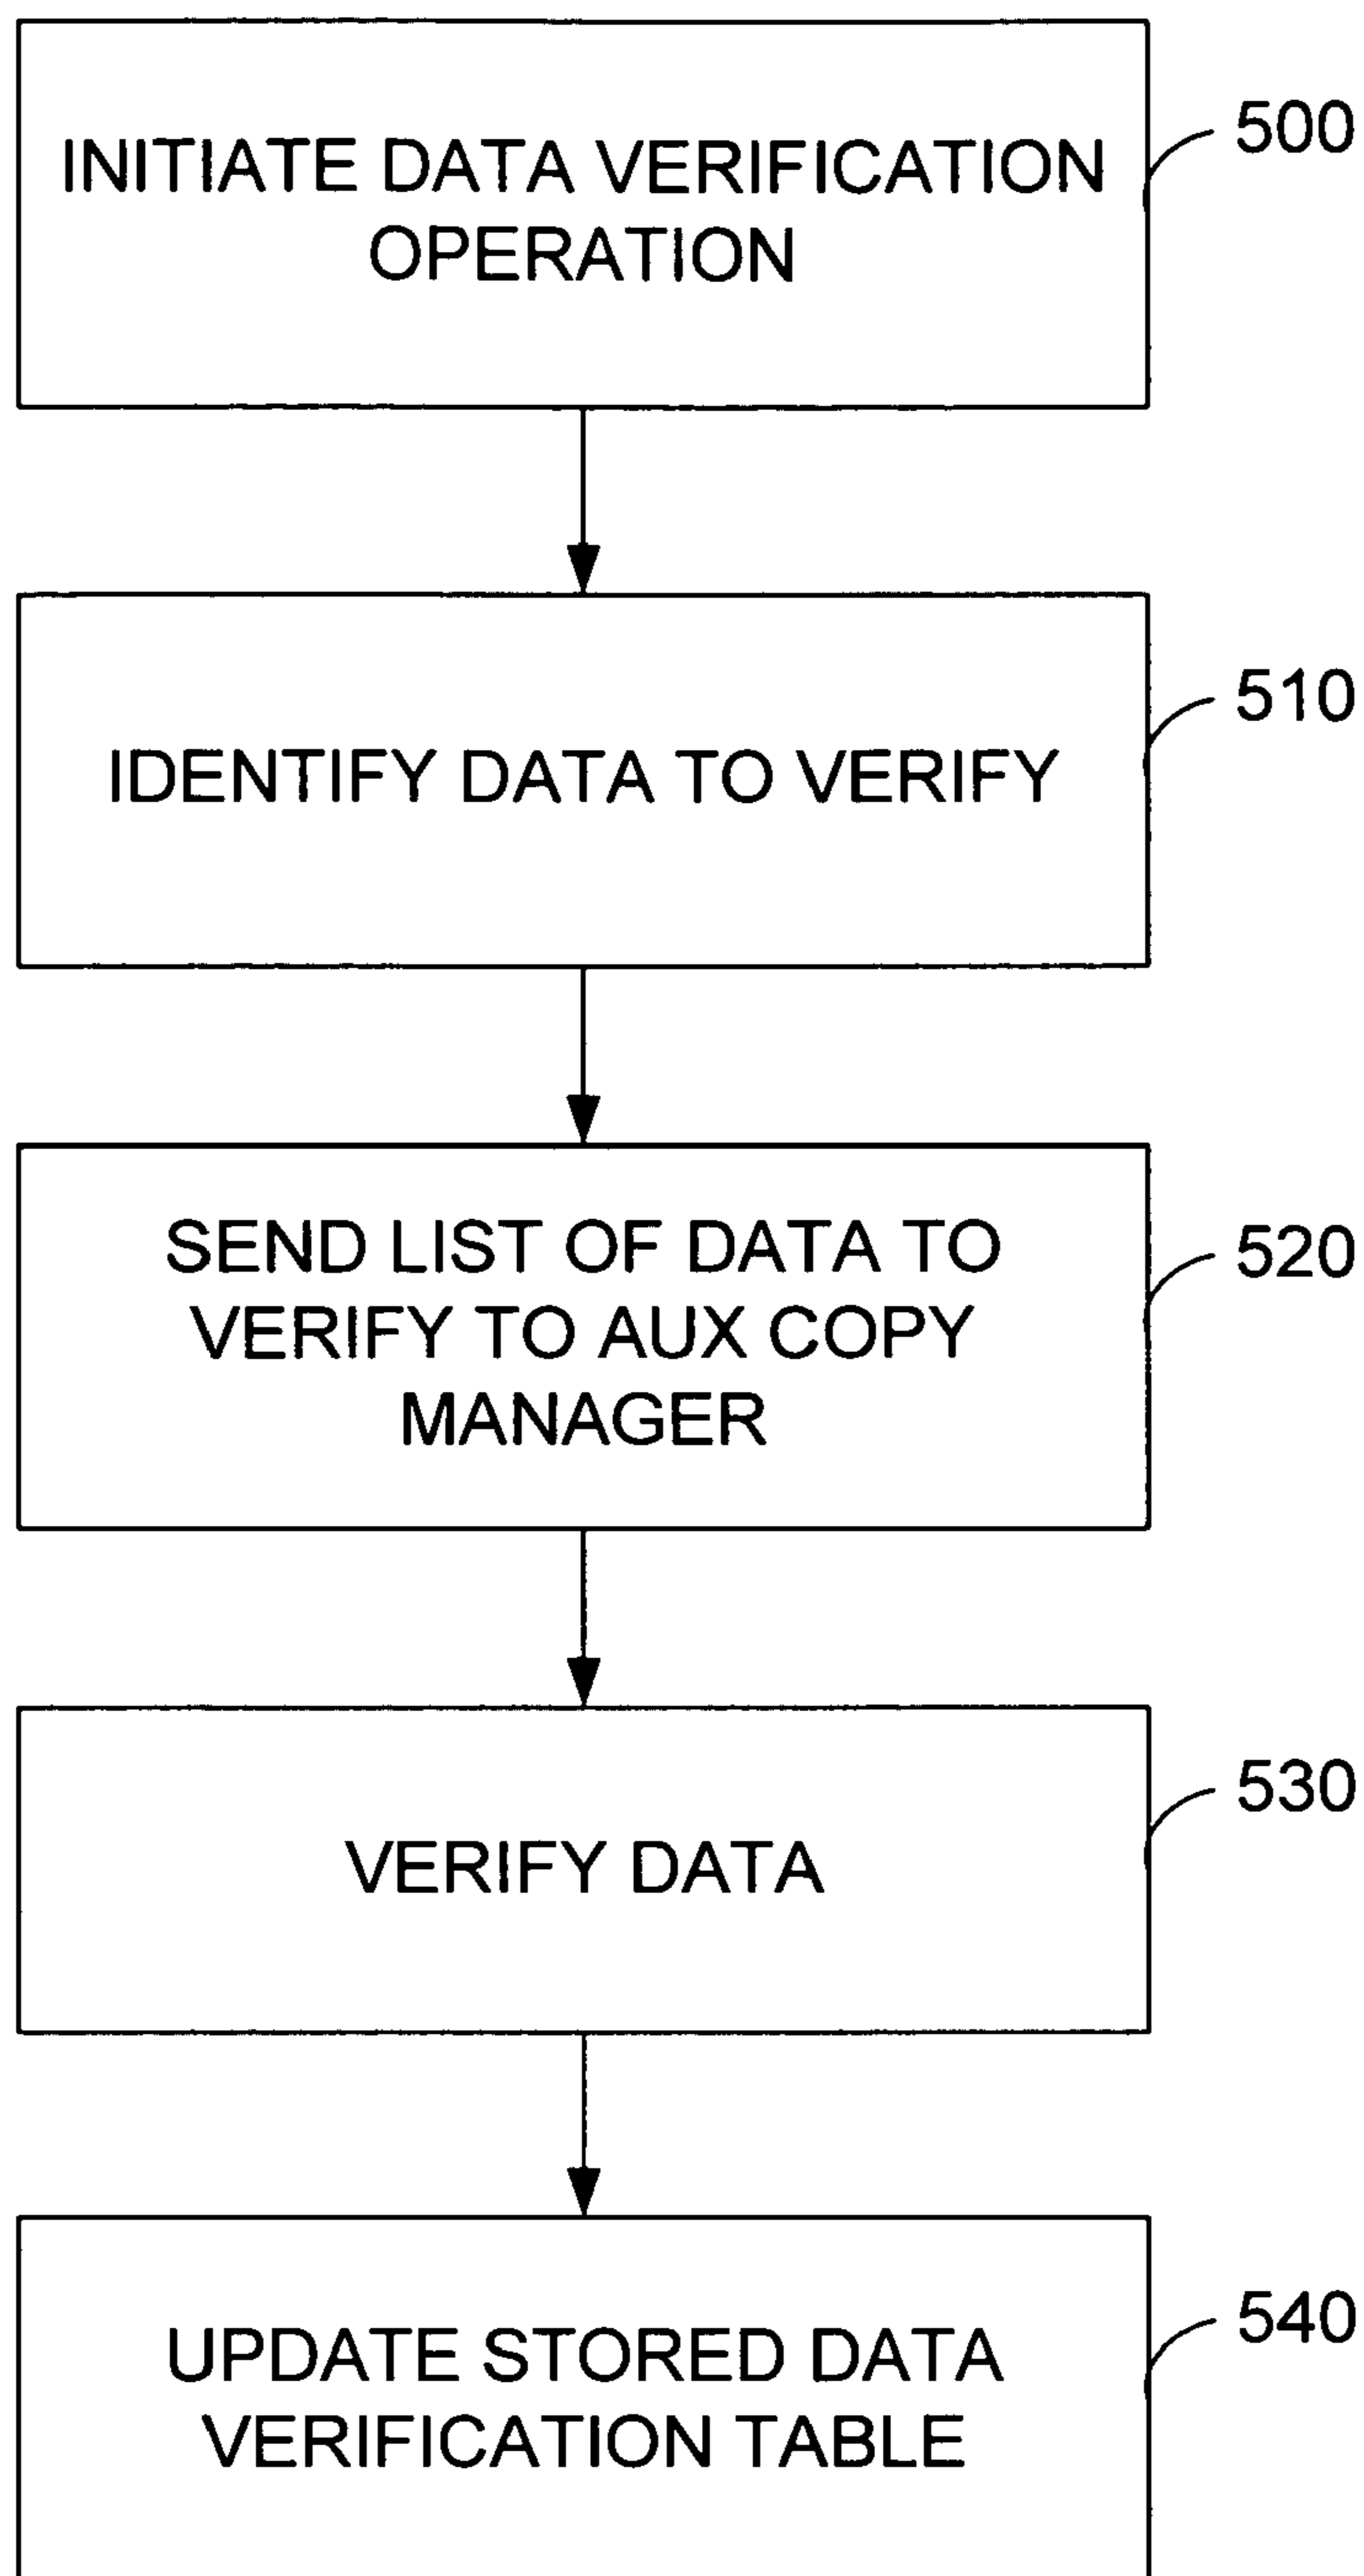 INITIATE DATA VERIFICATION
OPERATION
500
IDENTIFY DATA TO VERIFY
510
SEND LIST OF DATA TO
VERIFY TO AUX COPY
MANAGER
520
VERIFY DATA
530
UPDATE STORED DATA
VERIFICATION TABLE
540